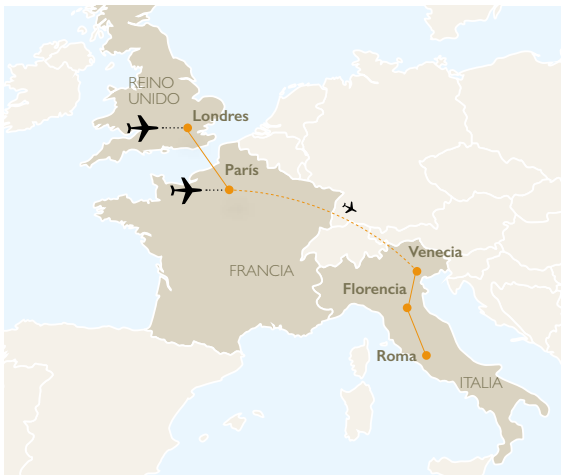 REINO
UNIDO
Londres
París
FRANCIA
Venecia
Florencia
Roma
ITALIA